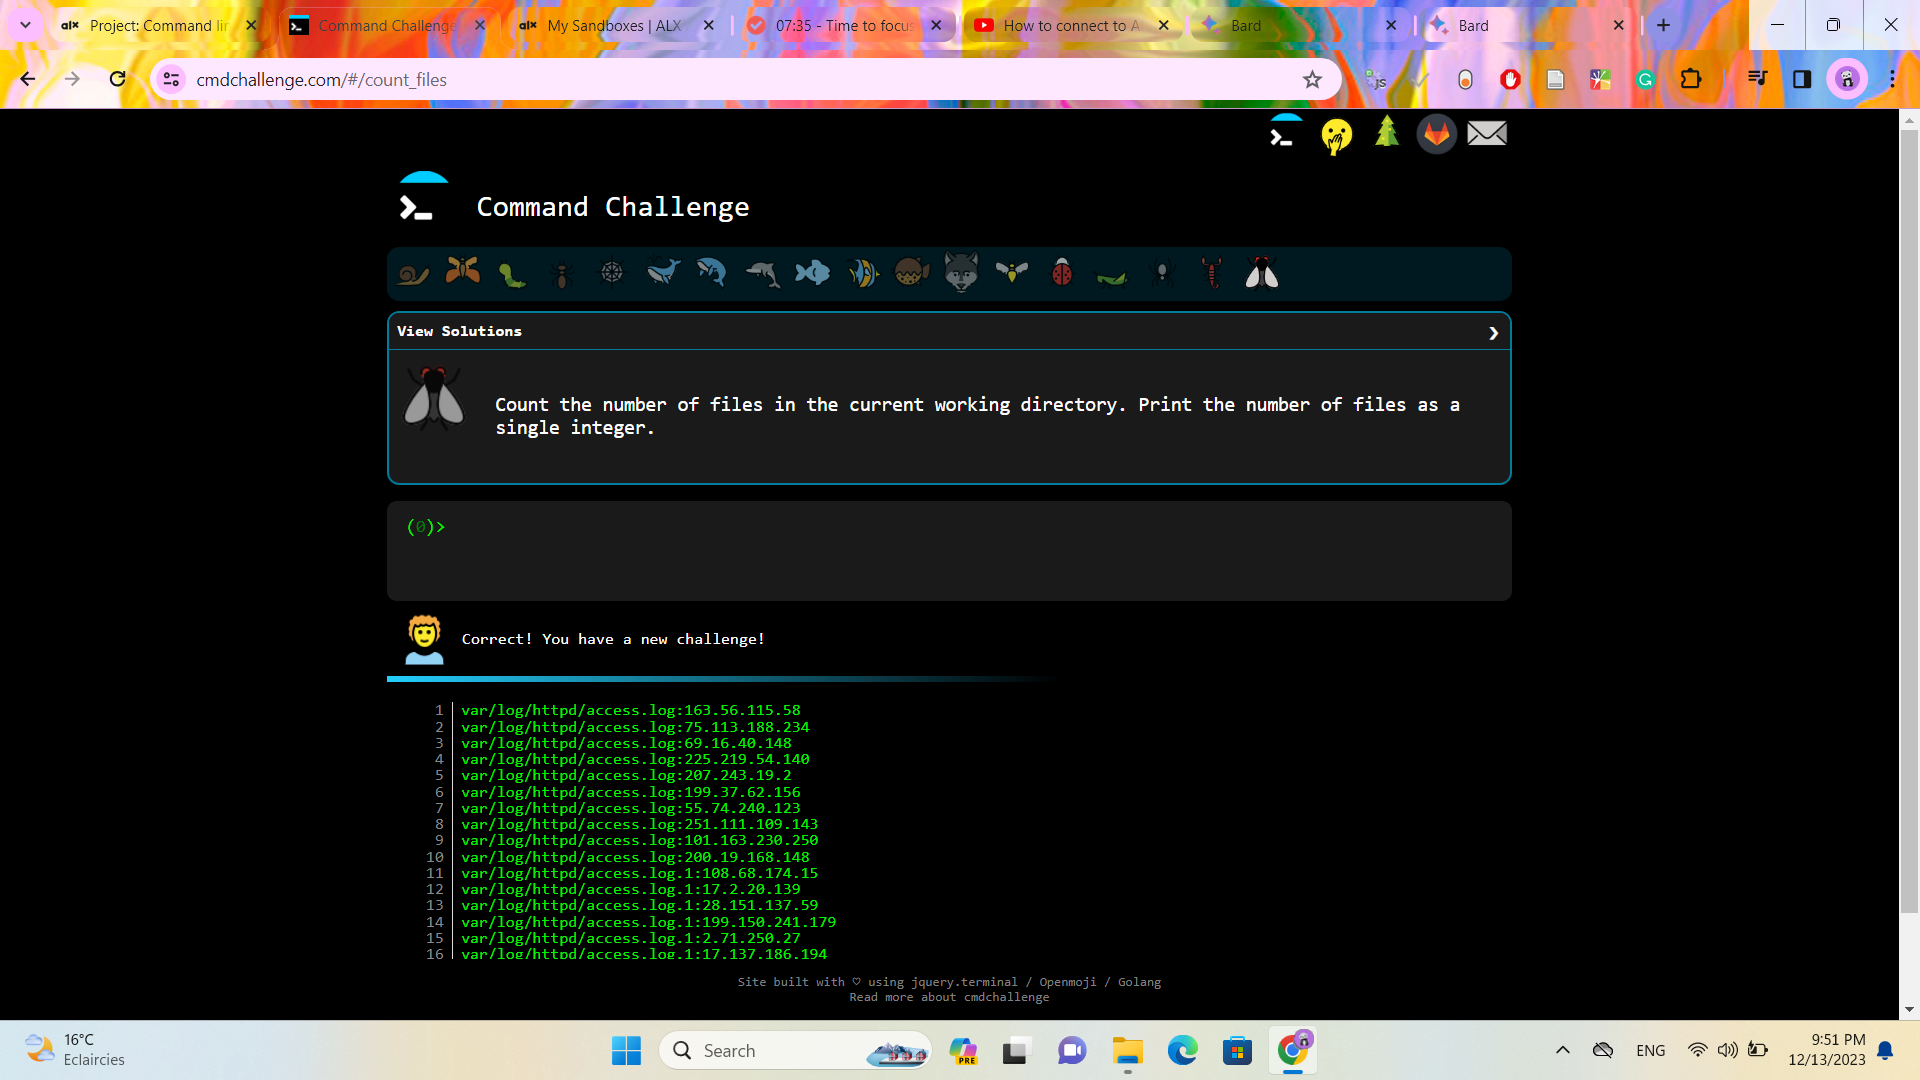 alx Project: Command lin
Command Challenge
alx My Sandboxes | ALX
07:35 - Time to focus
How to connect to A
Bard
Bard
cmdchallenge.com/#/count_files
Command Challenge
View Solutions
Count the number of files in the current working directory. Print the number of files as a
single integer.
(0)>
Correct! You have a new challenge!
1 var/log/httpd/access.log:163.56.115.58
2 var/log/httpd/access.log:75.113.188.234
3 var/log/httpd/access.log:69.16.40.148
4 var/log/httpd/access.log:225.219.54.140
5 var/log/httpd/access.log:207.243.19.2
6 var/log/httpd/access.log:199.37.62.156
7 var/log/httpd/access.log:55.74.240.123
8 var/log/httpd/access.log:251.111.109.143
9 var/log/httpd/access.log:101.163.230.250
10 var/log/httpd/access.log:200.19.168.148
11 var/log/httpd/access.log.1:108.68.174.15
12 var/log/httpd/access.log.1:17.2.20.139
13 var/log/httpd/access.log.1:28.151.137.59
14 var/log/httpd/access.log.1:199.150.241.179
15 var/log/httpd/access.log.1:2.71.250.27
16 var/log/httpd/access.log.1:17.137.186.194
Site built with ♡ using jquery.terminal / Openmoji / Golang
Read more about cmdchallenge
16°C
Eclaircies
Search
PRE
ENG
9:51 PM
12/13/2023